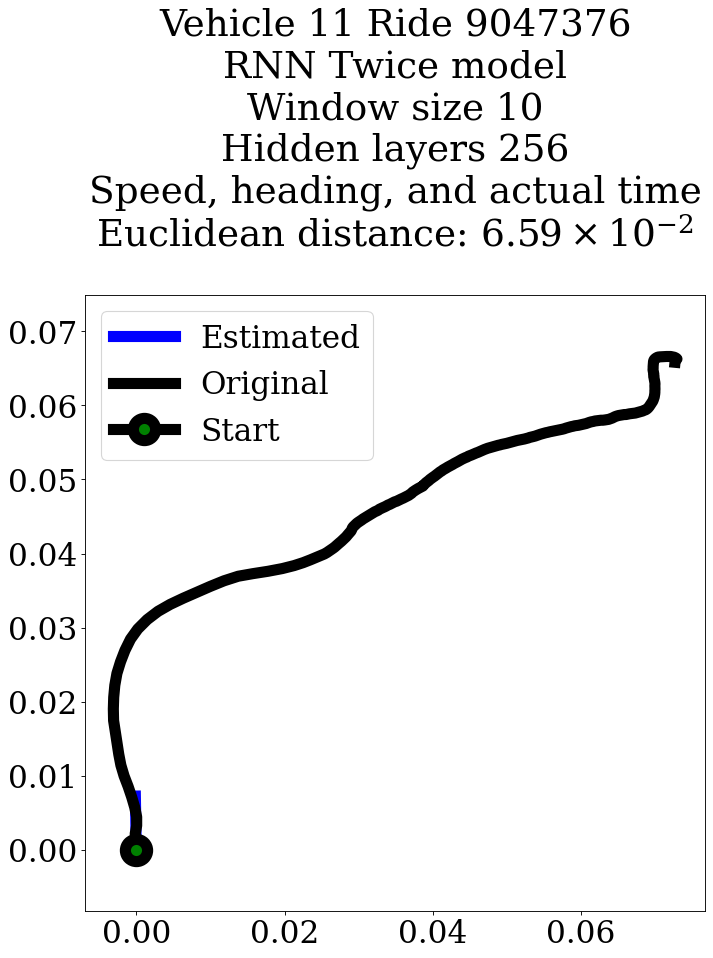 Vehicle 11 Ride 9047376
RNN Twice model
Window size 10
Hidden layers 256
Speed, heading, and actual time
Euclidean distance: 6.59 × 10⁻²
Estimated
Original
Start
0.07
0.06
0.05
0.04
0.03
0.02
0.01
0.00
0.00 0.02 0.04 0.06